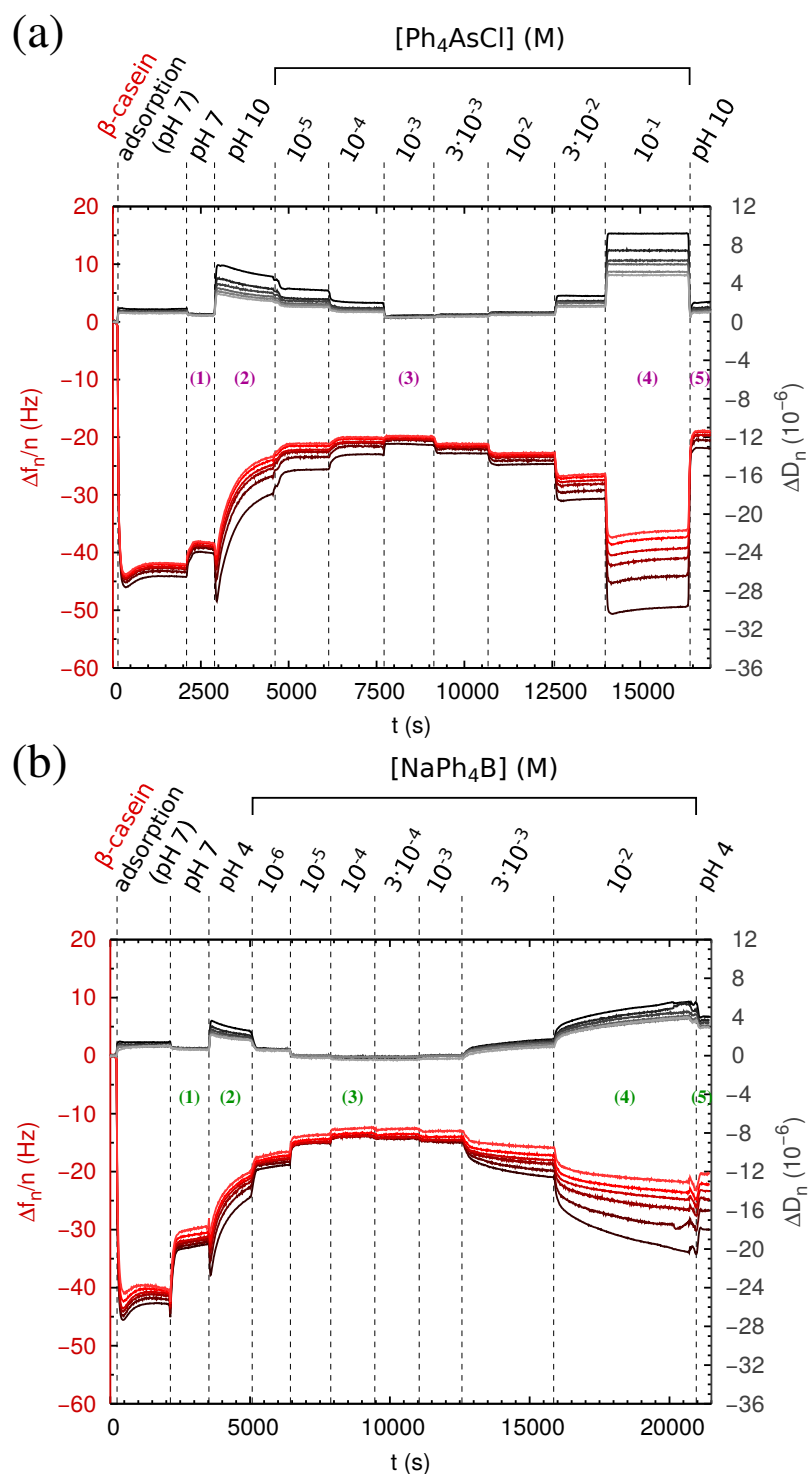 (a)
[Ph₄AsCl] (M)
β-casein
adsorption
(pH 7)
pH 7
pH 10
10⁻⁵
10⁻⁴
10⁻³
3·10⁻³
10⁻²
3·10⁻²
10⁻¹
pH 10
20
10
0
−10
−20
−30
−40
−50
−60
Δfₙ/n (Hz)
12
8
4
0
−4
−8
−12
−16
−20
−24
−28
−32
−36
ΔDₙ (10⁻⁶)
(1)
(2)
(3)
(4)
(5)
0 2500 5000 7500 10000 12500 15000
t (s)
(b)
[NaPh₄B] (M)
β-casein
adsorption
(pH 7)
pH 7
pH 4
10⁻⁶
10⁻⁵
10⁻⁴
3·10⁻⁴
10⁻³
3·10⁻³
10⁻²
pH 4
20
10
0
−10
−20
−30
−40
−50
−60
Δfₙ/n (Hz)
12
8
4
0
−4
−8
−12
−16
−20
−24
−28
−32
−36
ΔDₙ (10⁻⁶)
(1)
(2)
(3)
(4)
(5)
0 5000 10000 15000 20000
t (s)